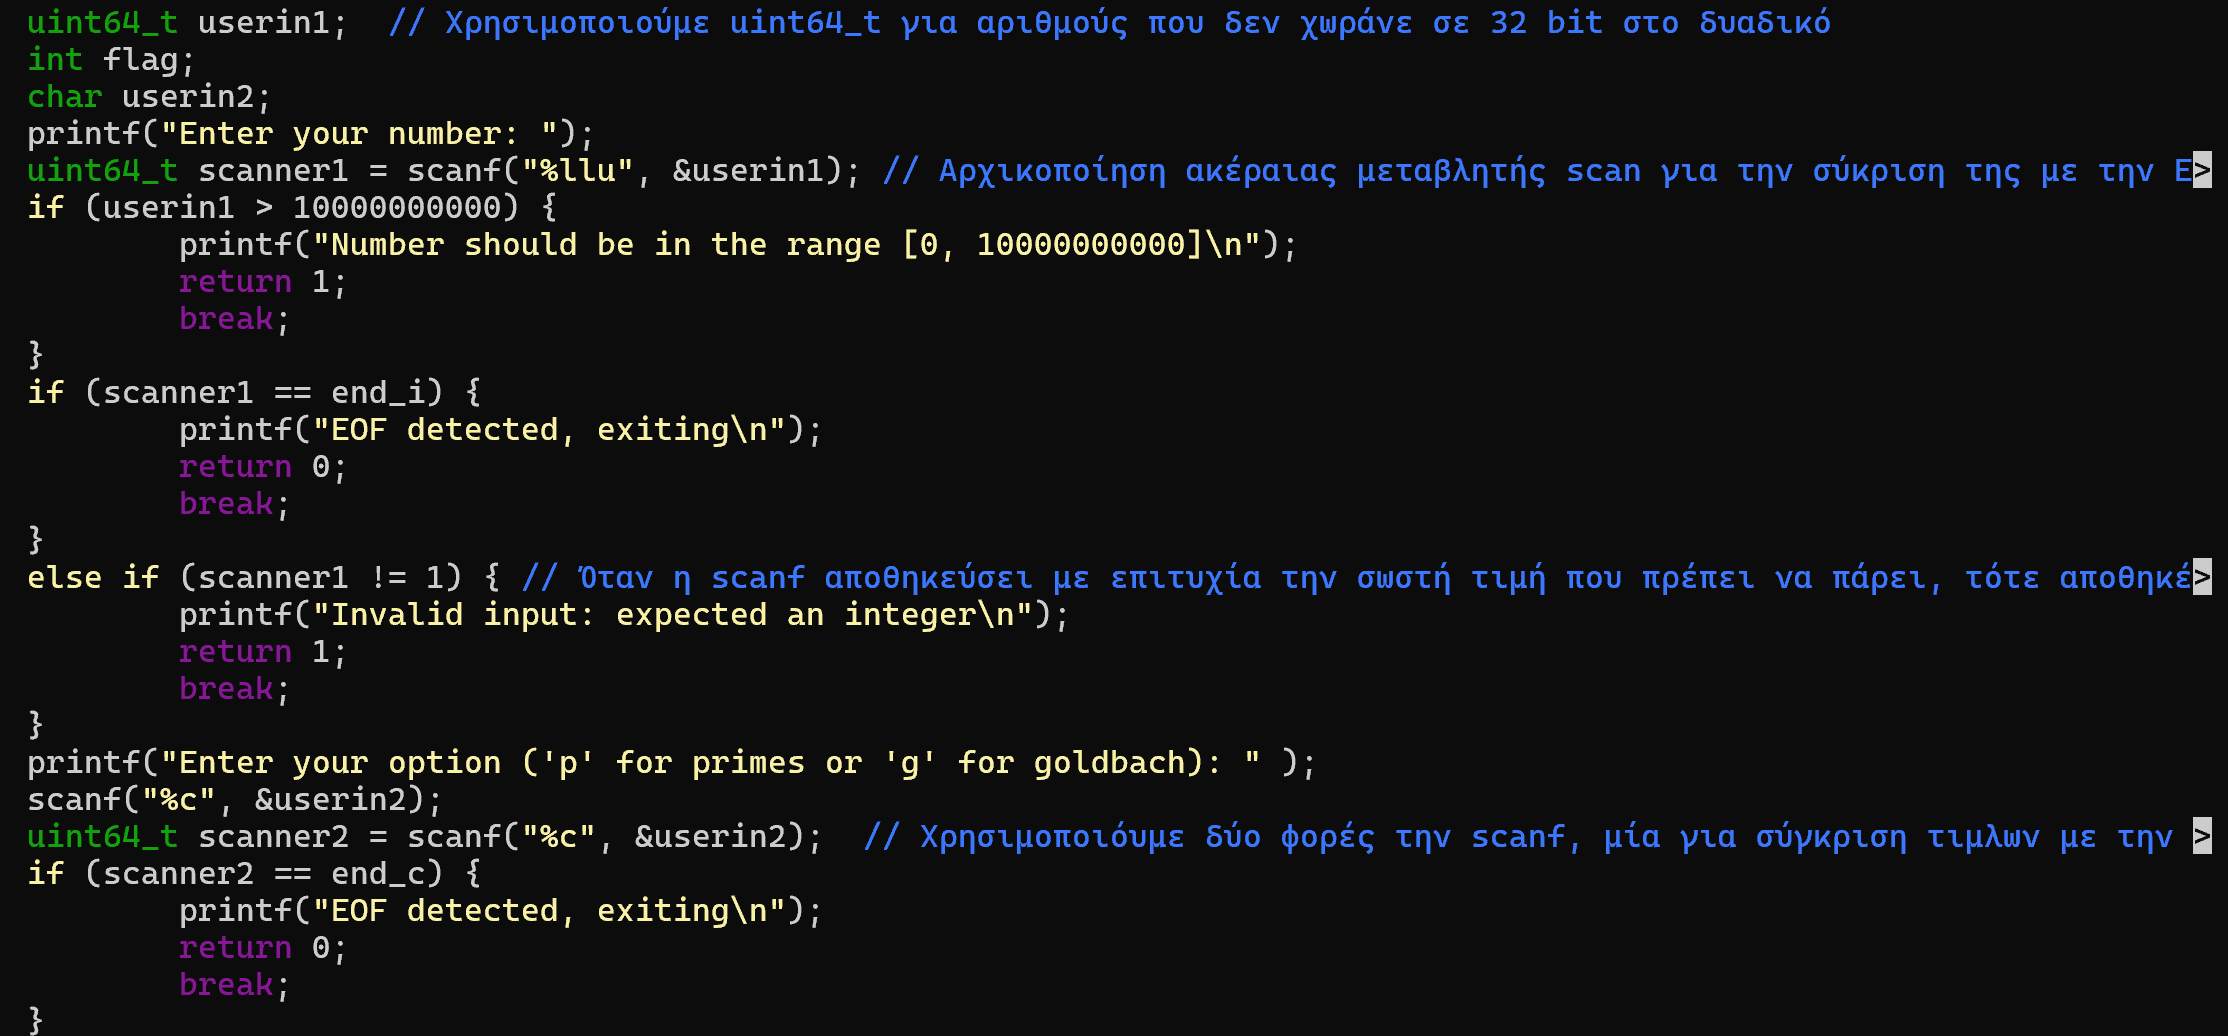 uint64_t userin1;  // Χρησιμοποιούμε uint64_t για αριθμούς που δεν χωράνε σε 32 bit στο δυαδικό
int flag;
char userin2;
printf("Enter your number: ");
uint64_t scanner1 = scanf("%llu", &userin1); // Αρχικοποίηση ακέραιας μεταβλητής scan για την σύκριση της με την E>
if (userin1 > 10000000000) {
        printf("Number should be in the range [0, 10000000000]\n");
        return 1;
        break;
}
if (scanner1 == end_i) {
        printf("EOF detected, exiting\n");
        return 0;
        break;
}
else if (scanner1 != 1) { // Όταν η scanf αποθηκεύσει με επιτυχία την σωστή τιμή που πρέπει να πάρει, τότε αποθηκέ>
        printf("Invalid input: expected an integer\n");
        return 1;
        break;
}
printf("Enter your option ('p' for primes or 'g' for goldbach): " );
scanf("%c", &userin2);
uint64_t scanner2 = scanf("%c", &userin2);  // Χρησιμοποιόυμε δύο φορές την scanf, μία για σύγκριση τιμλων με την >
if (scanner2 == end_c) {
        printf("EOF detected, exiting\n");
        return 0;
        break;
}